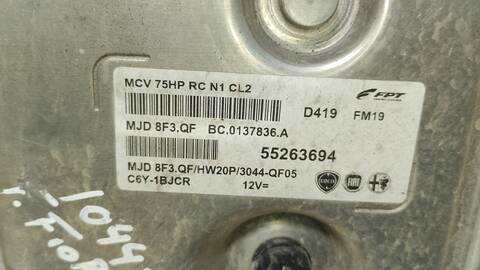 MCV 75HP RC N1 CL2
FPT
D419 FM19
MJD 8F3.QF BC.0137836.A
55263694
MJD 8F3.QF/HW20P/3044-QF05
C6Y-1BJCR 12V=
FIAT